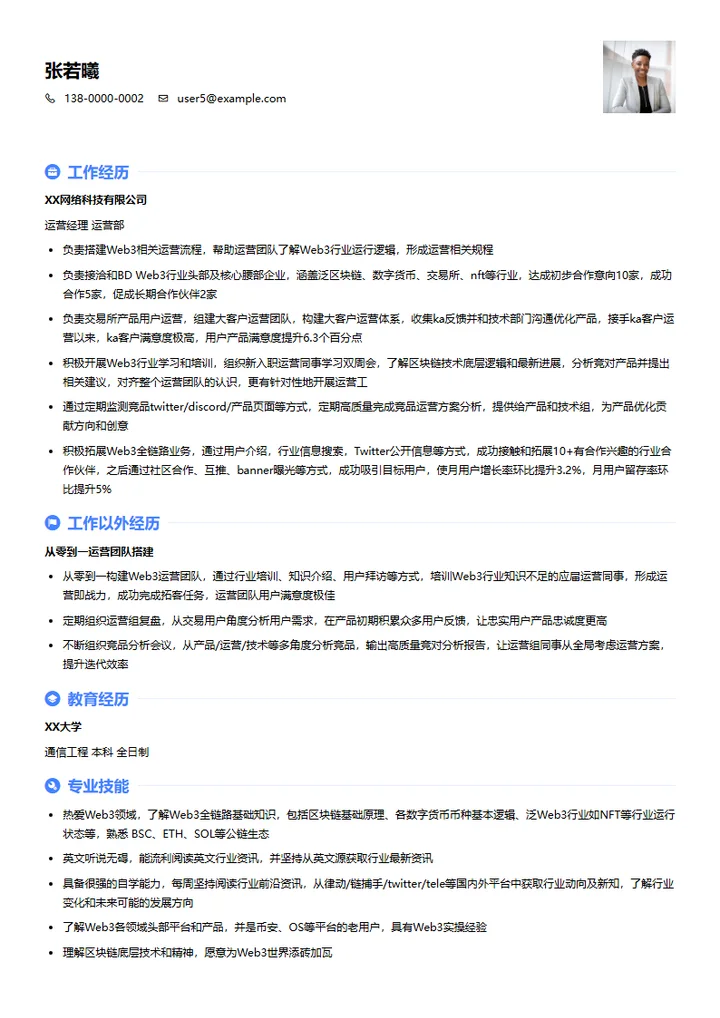 张若曦
138-0000-0002 user5@example.com
工作经历
XX网络科技有限公司
运营经理 运营部
• 负责搭建Web3相关运营流程，帮助运营团队了解Web3行业运行逻辑，形成运营相关规程
• 负责接洽和BD Web3行业头部及核心腰部企业，涵盖泛区块链、数字货币、交易所、nft等行业，达成初步合作意向10家，成功
合作5家，促成长期合作伙伴2家
• 负责交易所产品用户运营，组建大客户运营团队，构建大客户运营体系，收集ka反馈并和技术部门沟通优化产品，接手ka客户运
营以来，ka客户满意度极高，用户产品满意度提升6.3个百分点
• 积极开展Web3行业学习和培训，组织新入职运营同事学习双周会，了解区块链技术底层逻辑和最新进展，分析竞对产品并提出
相关建议，对齐整个运营团队的认识，更有针对性地开展运营工
• 通过定期监测竞品twitter/discord/产品页面等方式，定期高质量完成竞品运营方案分析，提供给产品和技术组，为产品优化贡
献方向和创意
• 积极拓展Web3全链路业务，通过用户介绍，行业信息搜索，Twitter公开信息等方式，成功接触和拓展10+有合作兴趣的行业合
作伙伴，之后通过社区合作、互推、banner曝光等方式，成功吸引目标用户，使月用户增长率环比提升3.2%，月用户留存率环
比提升5%
工作以外经历
从零到一运营团队搭建
• 从零到一构建Web3运营团队，通过行业培训、知识介绍、用户拜访等方式，培训Web3行业知识不足的应届运营同事，形成运
营即战力，成功完成拓客任务，运营团队用户满意度极佳
• 定期组织运营组复盘，从交易用户角度分析用户需求，在产品初期积累众多用户反馈，让忠实用户产品忠诚度更高
• 不断组织竞品分析会议，从产品/运营/技术等多角度分析竞品，输出高质量竞对分析报告，让运营组同事从全局考虑运营方案，
提升迭代效率
教育经历
XX大学
通信工程 本科 全日制
专业技能
• 热爱Web3领域，了解Web3全链路基础知识，包括区块链基础原理、各数字货币币种基本逻辑、泛Web3行业如NFT等行业运行
状态等，熟悉 BSC、ETH、SOL等公链生态
• 英文听说无碍，能流利阅读英文行业资讯，并坚持从英文源获取行业最新资讯
• 具备很强的自学能力，每周坚持阅读行业前沿资讯，从律动/链捕手/twitter/tele等国内外平台中获取行业动向及新知，了解行业
变化和未来可能的发展方向
• 了解Web3各领域头部平台和产品，并是币安、OS等平台的老用户，具有Web3实操经验
• 理解区块链底层技术和精神，愿意为Web3世界添砖加瓦